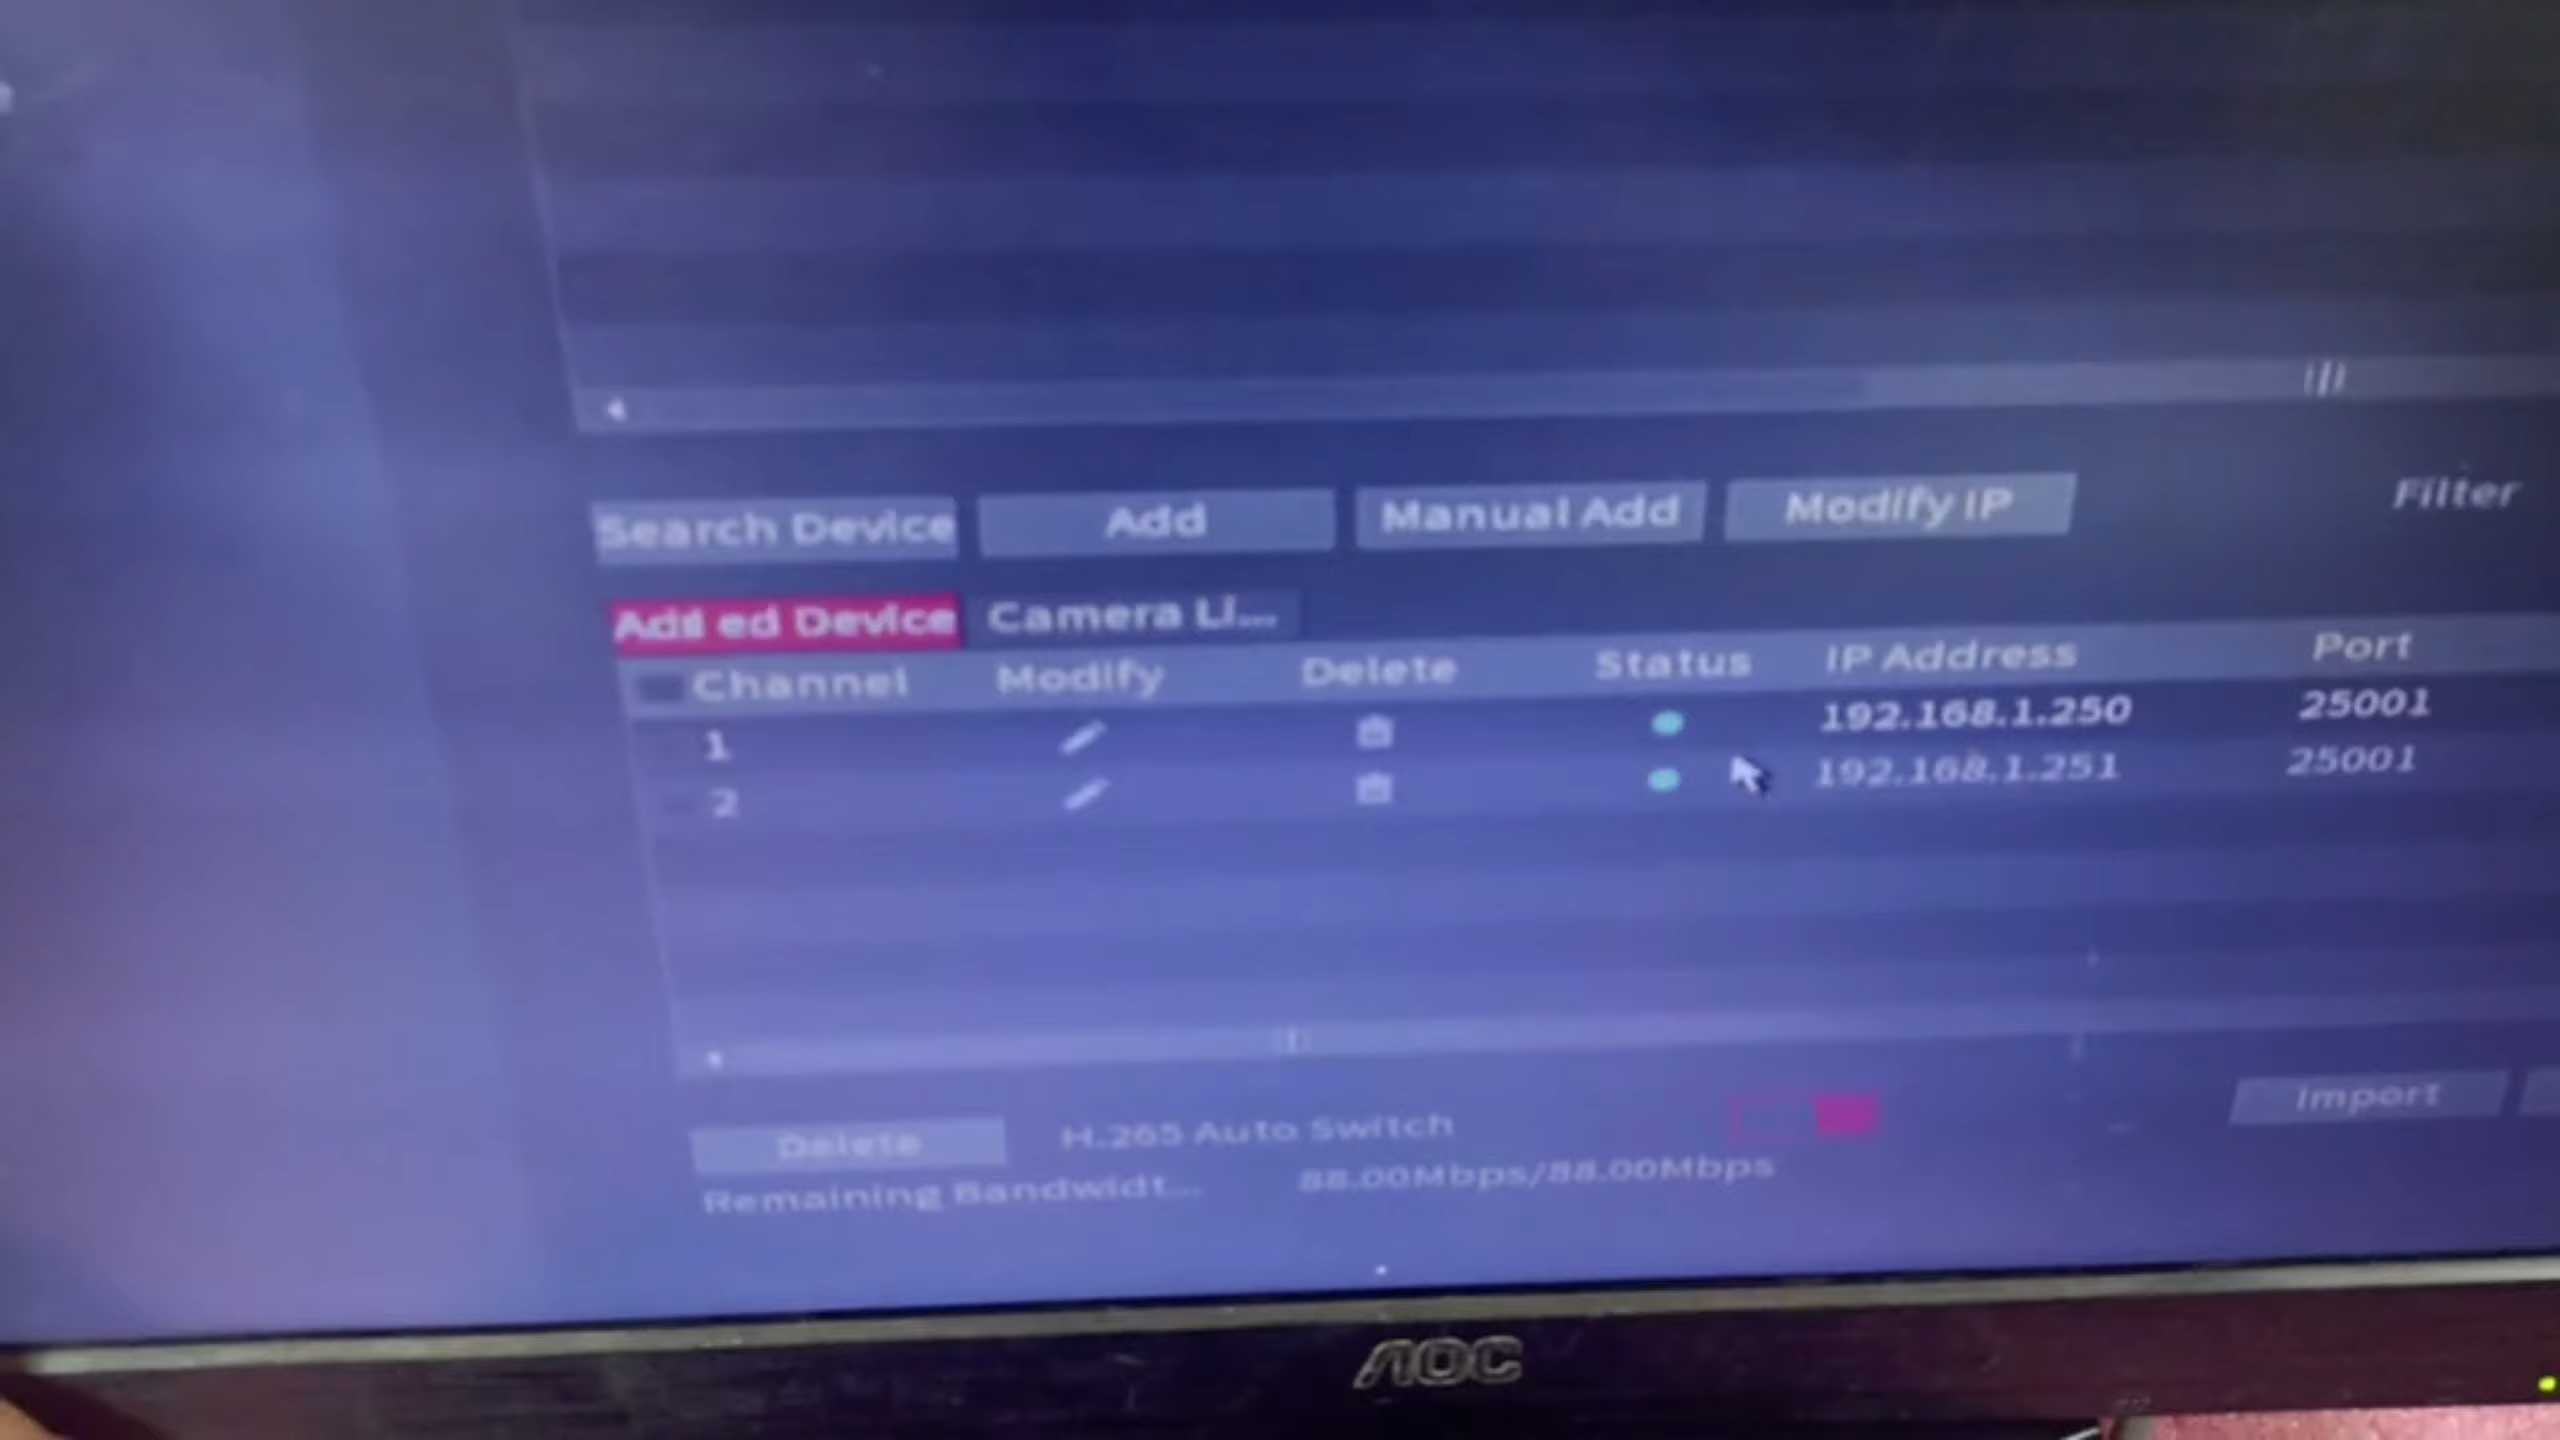 Search Device Add Manual Add Modify IP Filter
Added Device Camera Li...
Channel Modify Delete Status IP Address Port
1 192.168.1.250 25001
2 192.168.1.251 25001
Delete H.265 Auto Switch Import
Remaining Bandwidt... 88.00Mbps/88.00Mbps
AOC